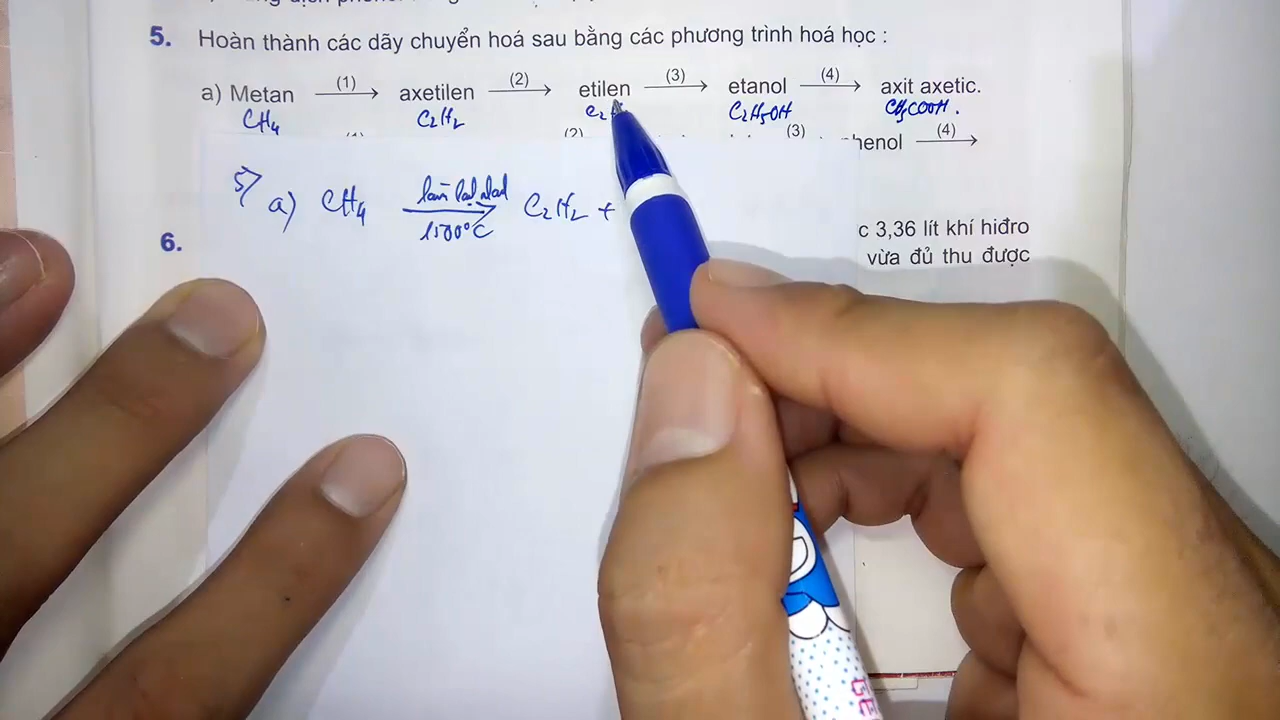 5. Hoàn thành các dãy chuyển hoá sau bằng các phương trình hoá học :
a) Metan (1) axetilen (2) etilen (3) etanol (4) axit axetic.
CH4 C2H2 C2 C2H5OH CH3COOH.
(2) (3) henol (4)
5/ a) CH4 làm lạnh nhanh 1500°C C2H2 +
6. c 3,36 lít khí hiđro
vừa đủ thu được